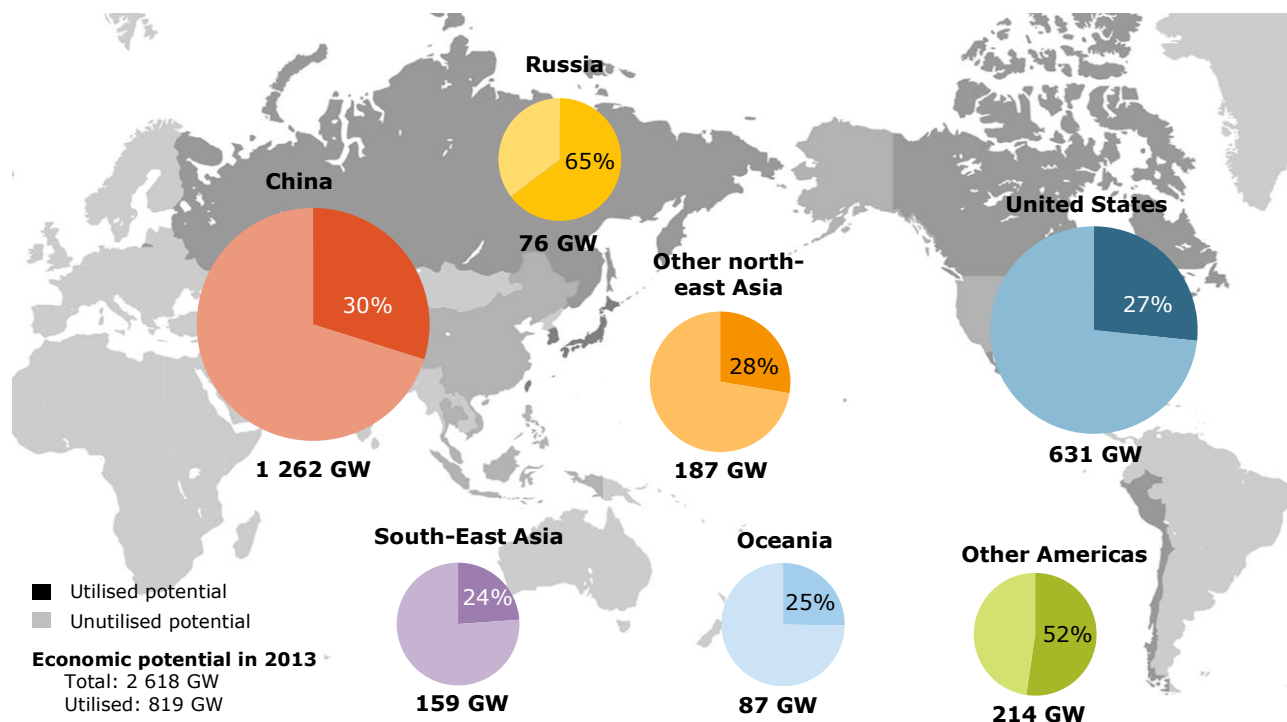 Russia
65%
76 GW
China
30%
1 262 GW
United States
27%
631 GW
Other north-
east Asia
28%
187 GW
South-East Asia
24%
159 GW
Oceania
25%
87 GW
Other Americas
52%
214 GW
Utilised potential
Unutilised potential
Economic potential in 2013
Total: 2 618 GW
Utilised: 819 GW